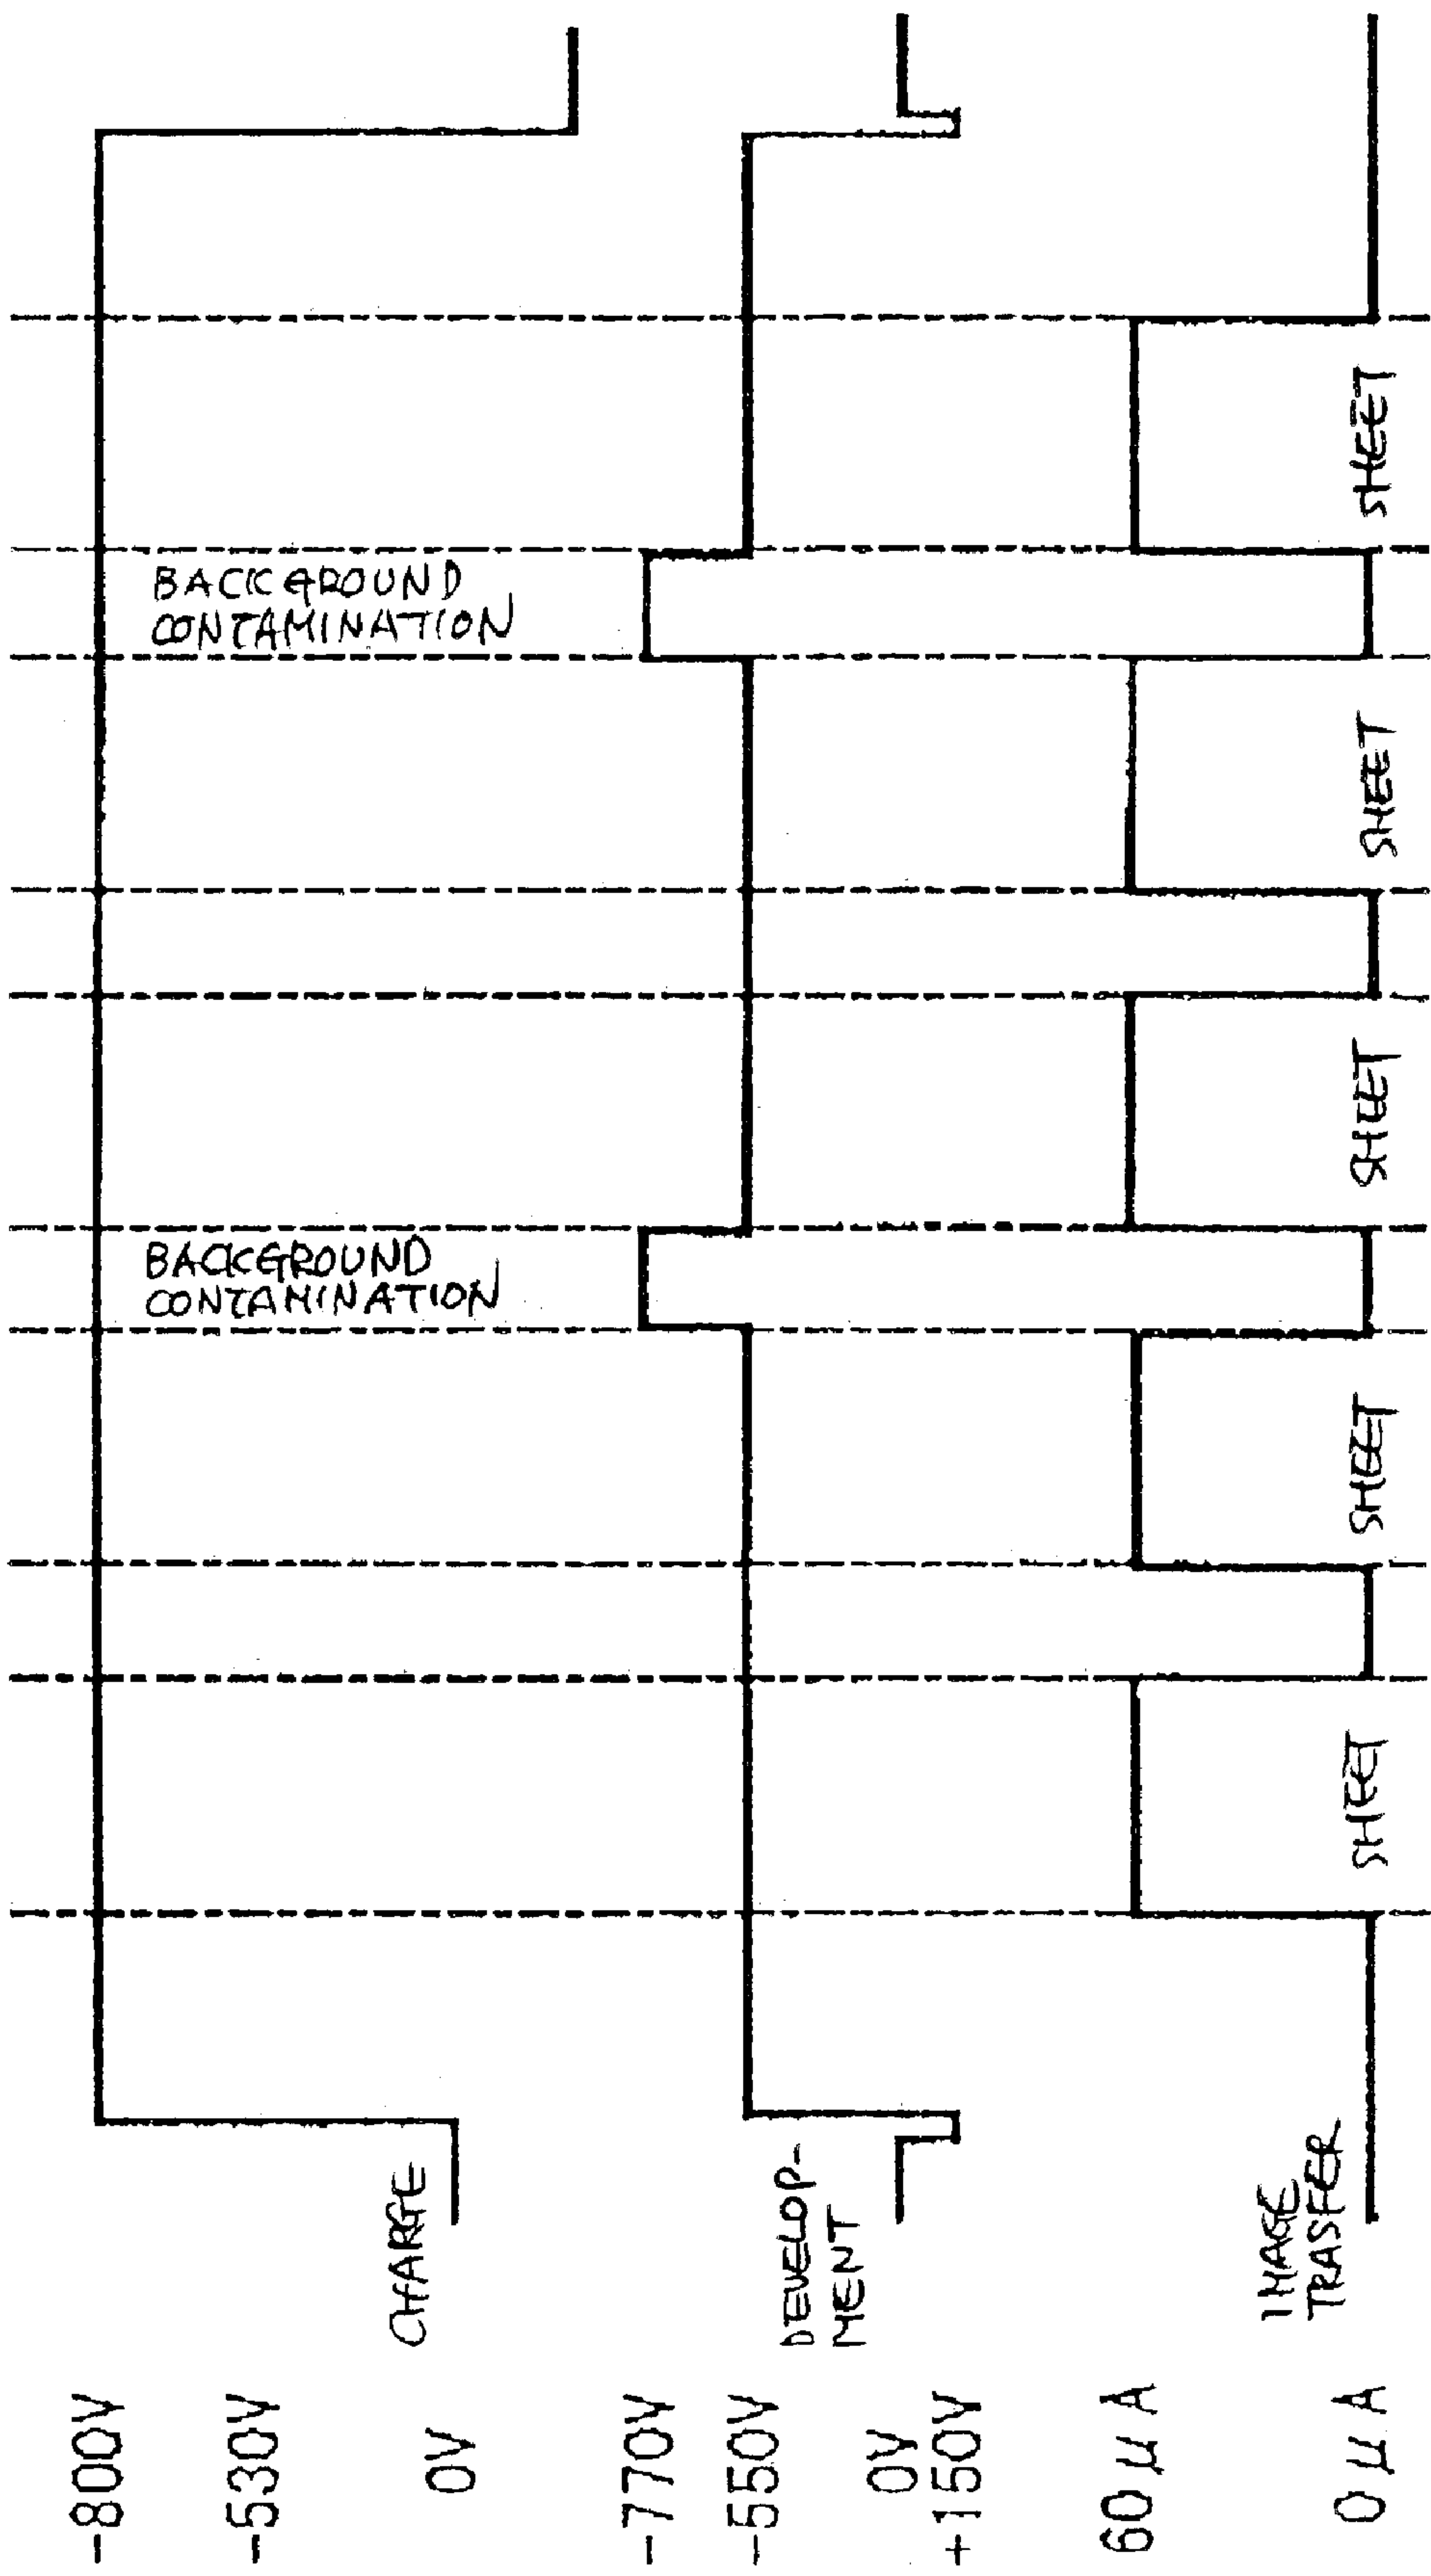 -800V
-530V
CHARGE
0V
-770V
-550V
DEVELOP-
MENT
0V
+150V
60 μA
IMAGE
TRASFER
0 μA
BACKGROUND
CONTAMINATION
BACKGROUND
CONTAMINATION
SHEET
SHEET
SHEET
SHEET
SHEET